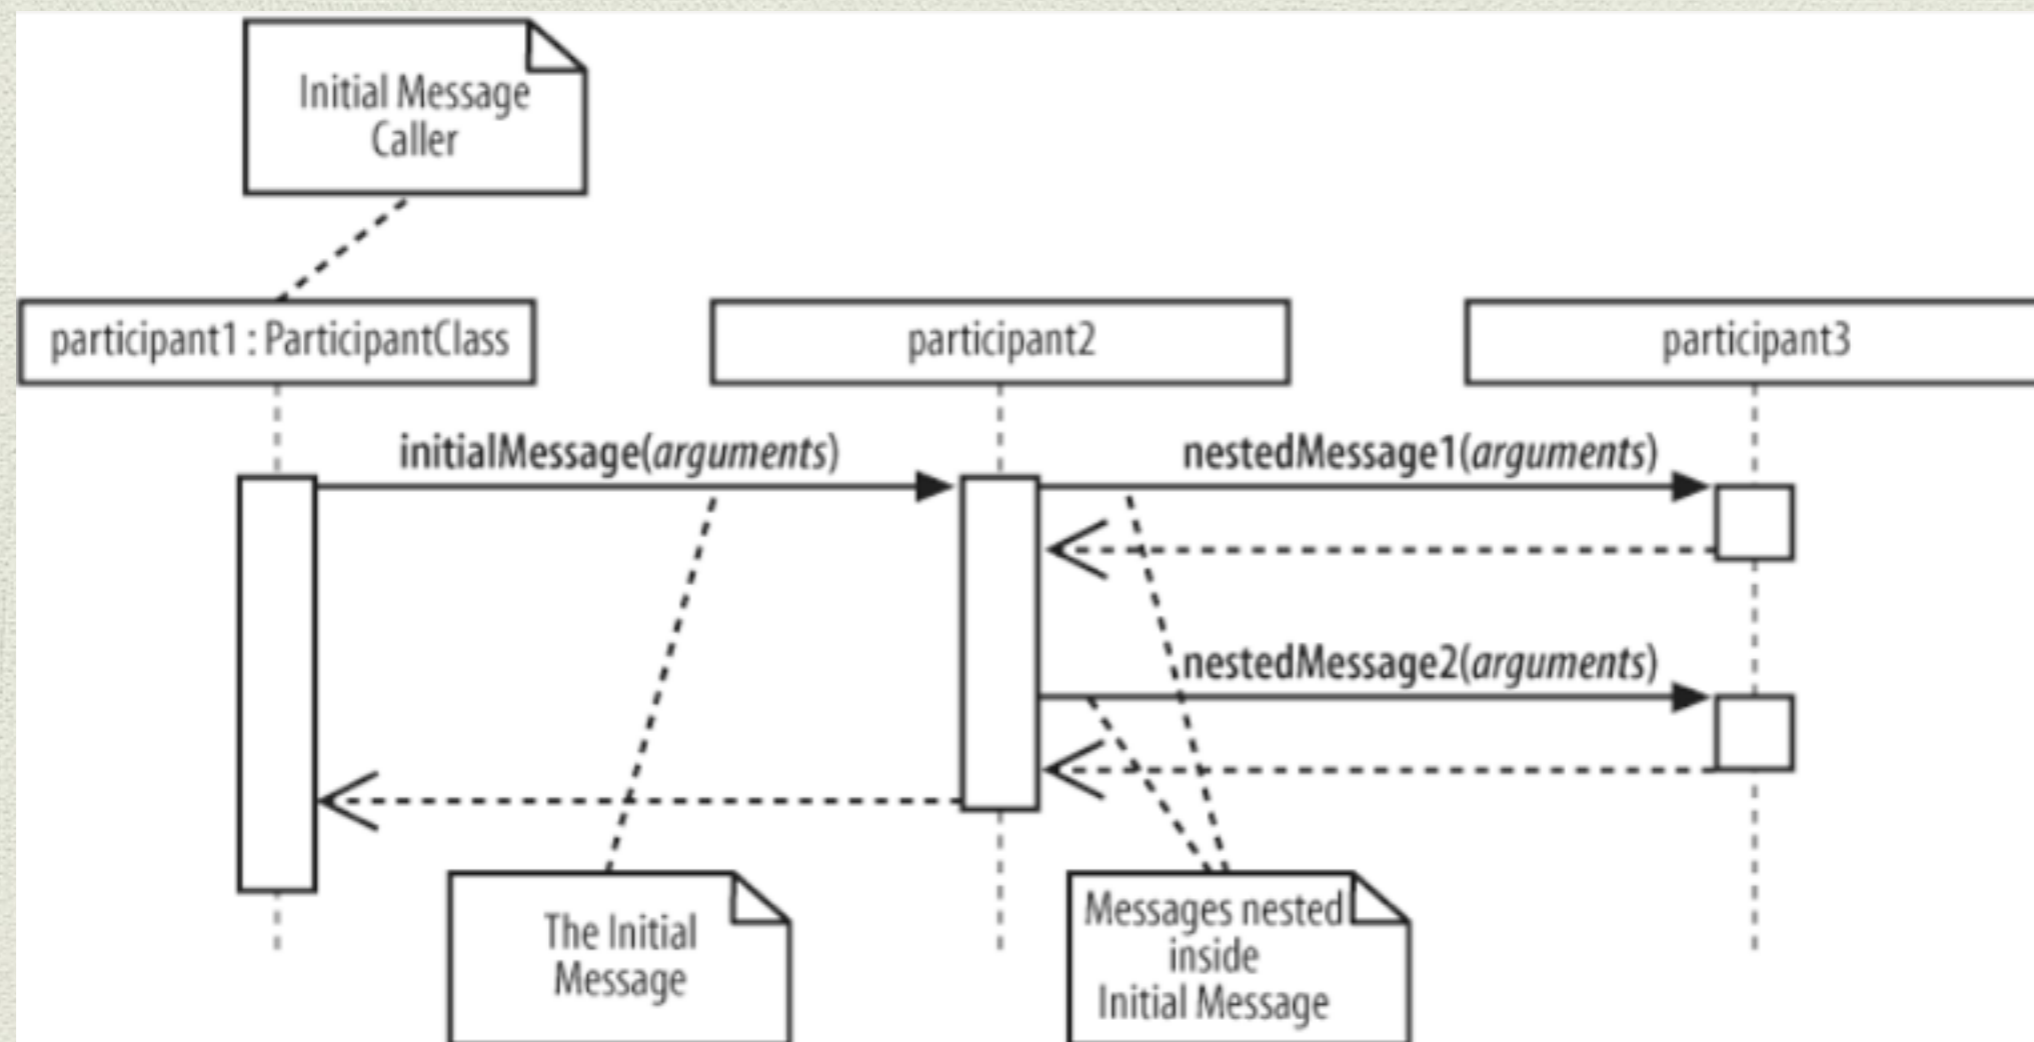 Initial Message
Caller
participant1 : ParticipantClass
participant2
participant3
initialMessage(arguments)
nestedMessage1(arguments)
nestedMessage2(arguments)
The Initial
Message
Messages nested
inside
Initial Message